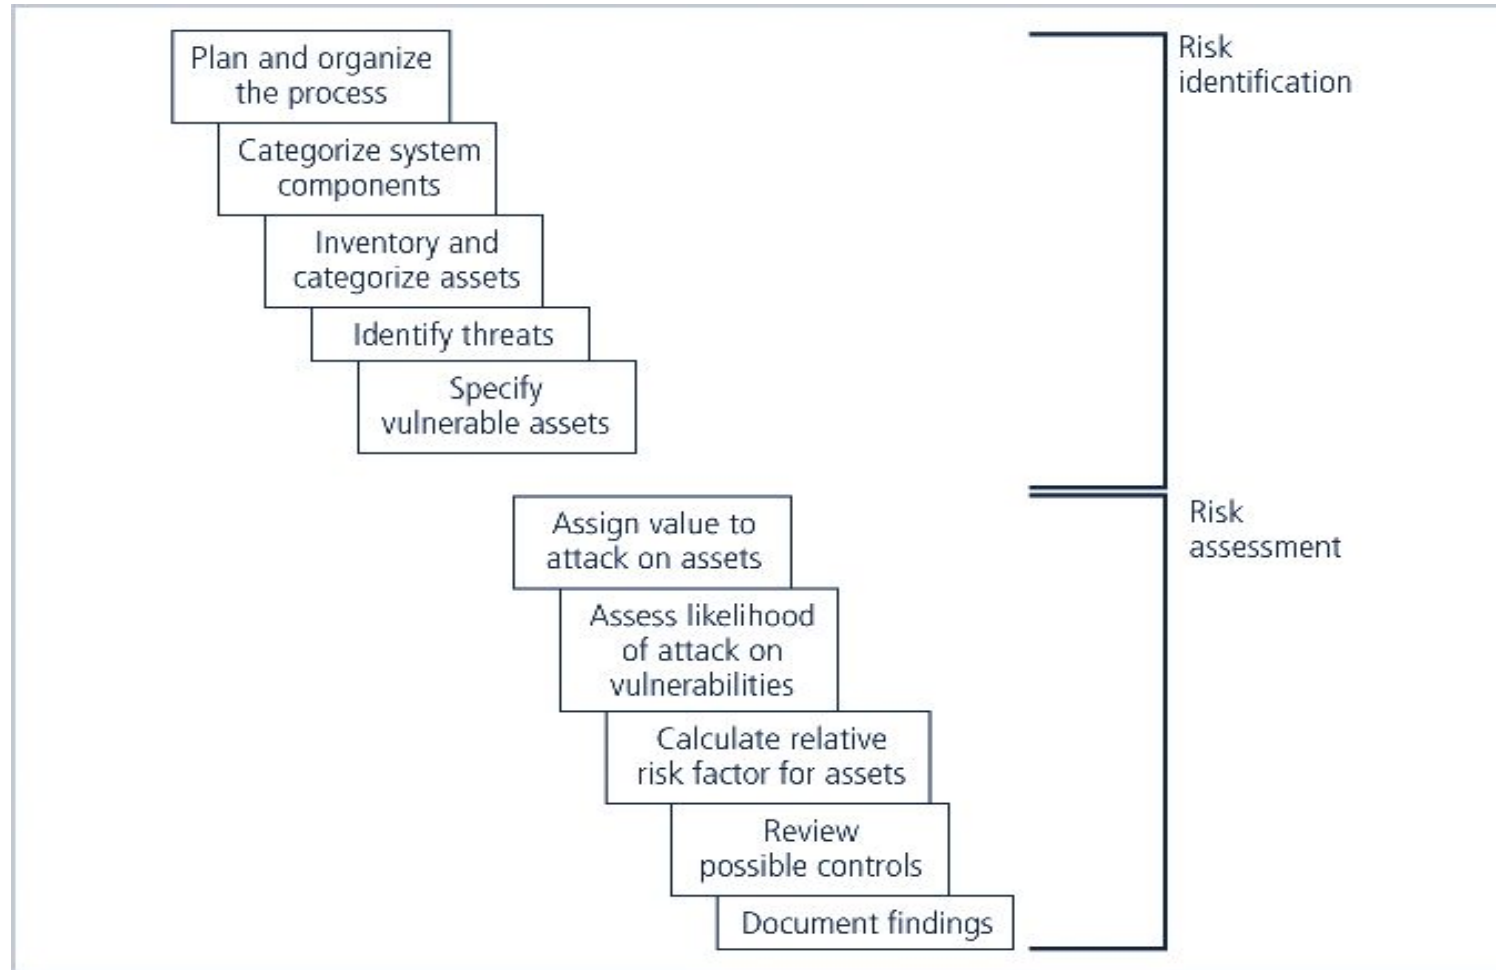 Plan and organize
the process
Categorize system
components
Inventory and
categorize assets
Identify threats
Specify
vulnerable assets
Risk
identification
Assign value to
attack on assets
Assess likelihood
of attack on
vulnerabilities
Calculate relative
risk factor for assets
Review
possible controls
Document findings
Risk
assessment